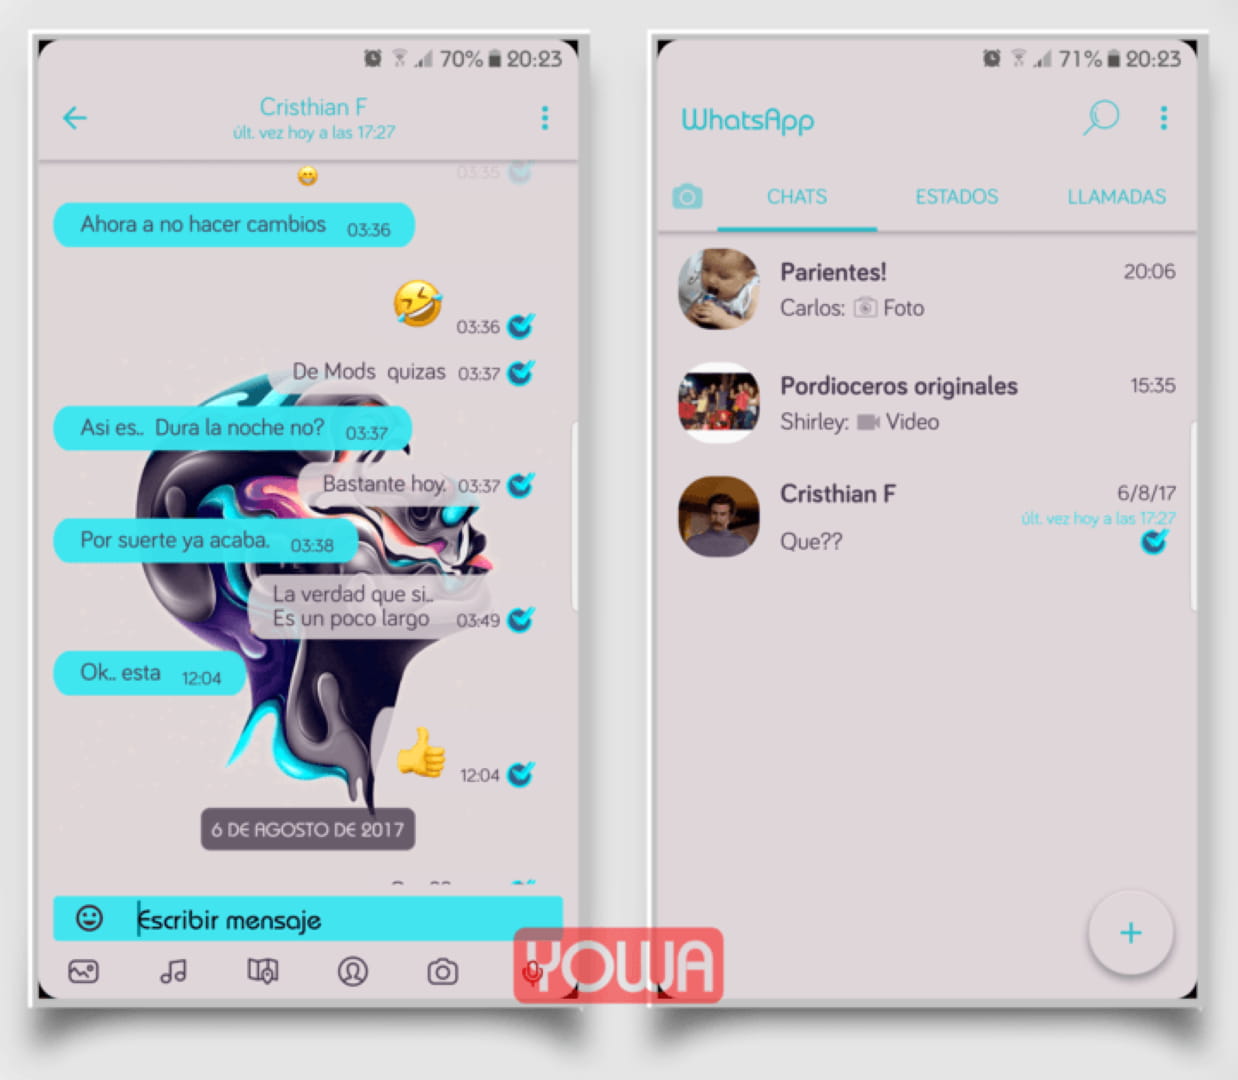 70% 20:23
Cristhian F
últ. vez hoy a las 17:27
03:35
Ahora a no hacer cambios 03:36
03:36
De Mods quizas 03:37
Asi es.. Dura la noche no? 03:37
Bastante hoy. 03:37
Por suerte ya acaba. 03:38
La verdad que si..
Es un poco largo 03:49
Ok.. esta 12:04
12:04
6 DE AGOSTO DE 2017
Escribir mensaje
71% 20:23
WhatsApp
CHATS ESTADOS LLAMADAS
Parientes! 20:06
Carlos: Foto
Pordioceros originales 15:35
Shirley: Video
Cristhian F 6/8/17
últ. vez hoy a las 17:27
Que??
YOWA